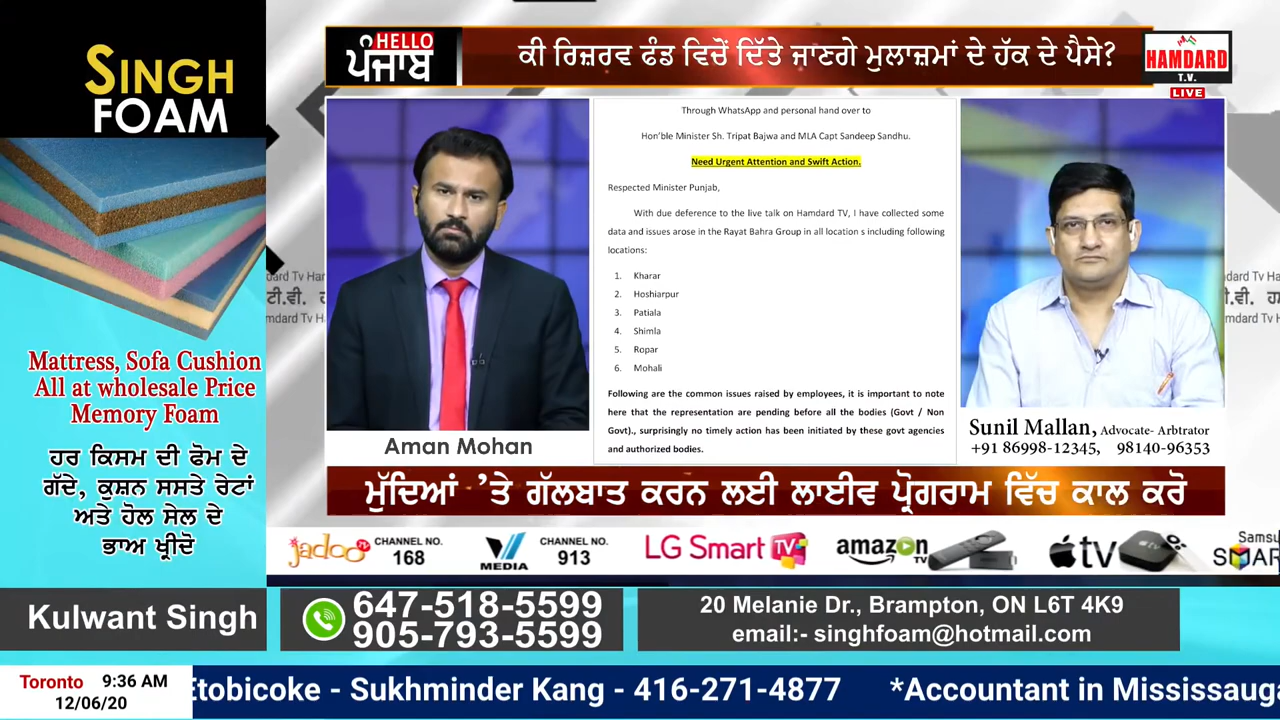 SINGH
FOAM
Mattress, Sofa Cushion
All at wholesale Price
Memory Foam
ਹਰ ਕਿਸਮ ਦੀ ਫੋਮ ਦੇ
ਗੱਦੇ, ਕੁਸ਼ਨ ਸਸਤੇ ਰੇਟਾਂ
ਅਤੇ ਹੋਲ ਸੇਲ ਦੇ
ਭਾਅ ਖ੍ਰੀਦੋ
HELLO
ਪੰਜਾਬ
ਕੀ ਰਿਜ਼ਰਵ ਫੰਡ ਵਿਚੋਂ ਦਿੱਤੇ ਜਾਣਗੇ ਮੁਲਾਜ਼ਮਾਂ ਦੇ ਹੱਕ ਦੇ ਪੈਸੇ?
HAMDARD
T.V.
LIVE
Through WhatsApp and personal hand over to
Hon'ble Minister Sh. Tripat Bajwa and MLA Capt Sandeep Sandhu.
Need Urgent Attention and Swift Action.
Respected Minister Punjab,
With due deference to the live talk on Hamdard TV, I have collected some
data and issues arose in the Rayat Bahra Group in all location s including following
locations:
1. Kharar
2. Hoshiarpur
3. Patiala
4. Shimla
5. Ropar
6. Mohali
Following are the common issues raised by employees, it is important to note
here that the representation are pending before all the bodies (Govt / Non
Govt)., surprisingly no timely action has been initiated by these govt agencies
and authorized bodies.
Aman Mohan
Sunil Mallan, Advocate- Arbtrator
+91 86998-12345, 98140-96353
ਮੁੱਦਿਆਂ 'ਤੇ ਗੱਲਬਾਤ ਕਰਨ ਲਈ ਲਾਈਵ ਪ੍ਰੋਗਰਾਮ ਵਿੱਚ ਕਾਲ ਕਰੋ
jadoo TV CHANNEL NO. 168
V MEDIA CHANNEL NO. 913
LG Smart TV
amazon TV
tv
Kulwant Singh
647-518-5599
905-793-5599
20 Melanie Dr., Brampton, ON L6T 4K9
email:- singhfoam@hotmail.com
Toronto 9:36 AM
12/06/20
Etobicoke - Sukhminder Kang - 416-271-4877 *Accountant in Mississauga